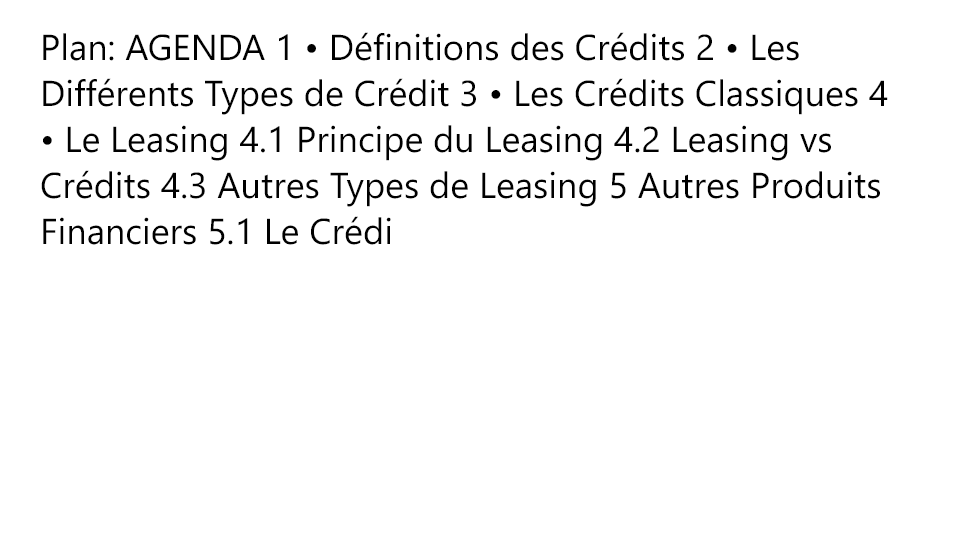 Plan: AGENDA 1 • Définitions des Crédits 2 • Les
Différents Types de Crédit 3 • Les Crédits Classiques 4
• Le Leasing 4.1 Principe du Leasing 4.2 Leasing vs
Crédits 4.3 Autres Types de Leasing 5 Autres Produits
Financiers 5.1 Le Crédi